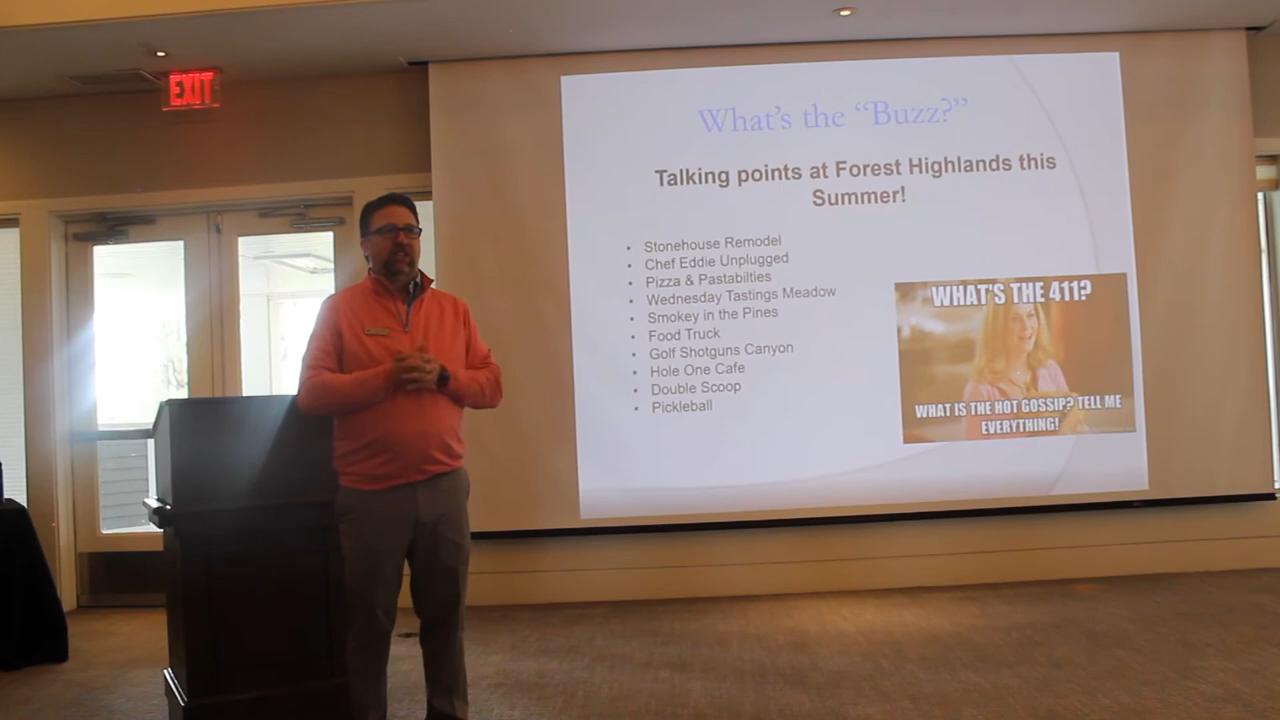 EXIT
What's the “Buzz?”
Talking points at Forest Highlands this
Summer!
• Stonehouse Remodel
• Chef Eddie Unplugged
• Pizza & Pastabilties
• Wednesday Tastings Meadow
• Smokey in the Pines
• Food Truck
• Golf Shotguns Canyon
• Hole One Cafe
• Double Scoop
• Pickleball
WHAT'S THE 411?
WHAT IS THE HOT GOSSIP? TELL ME
EVERYTHING!